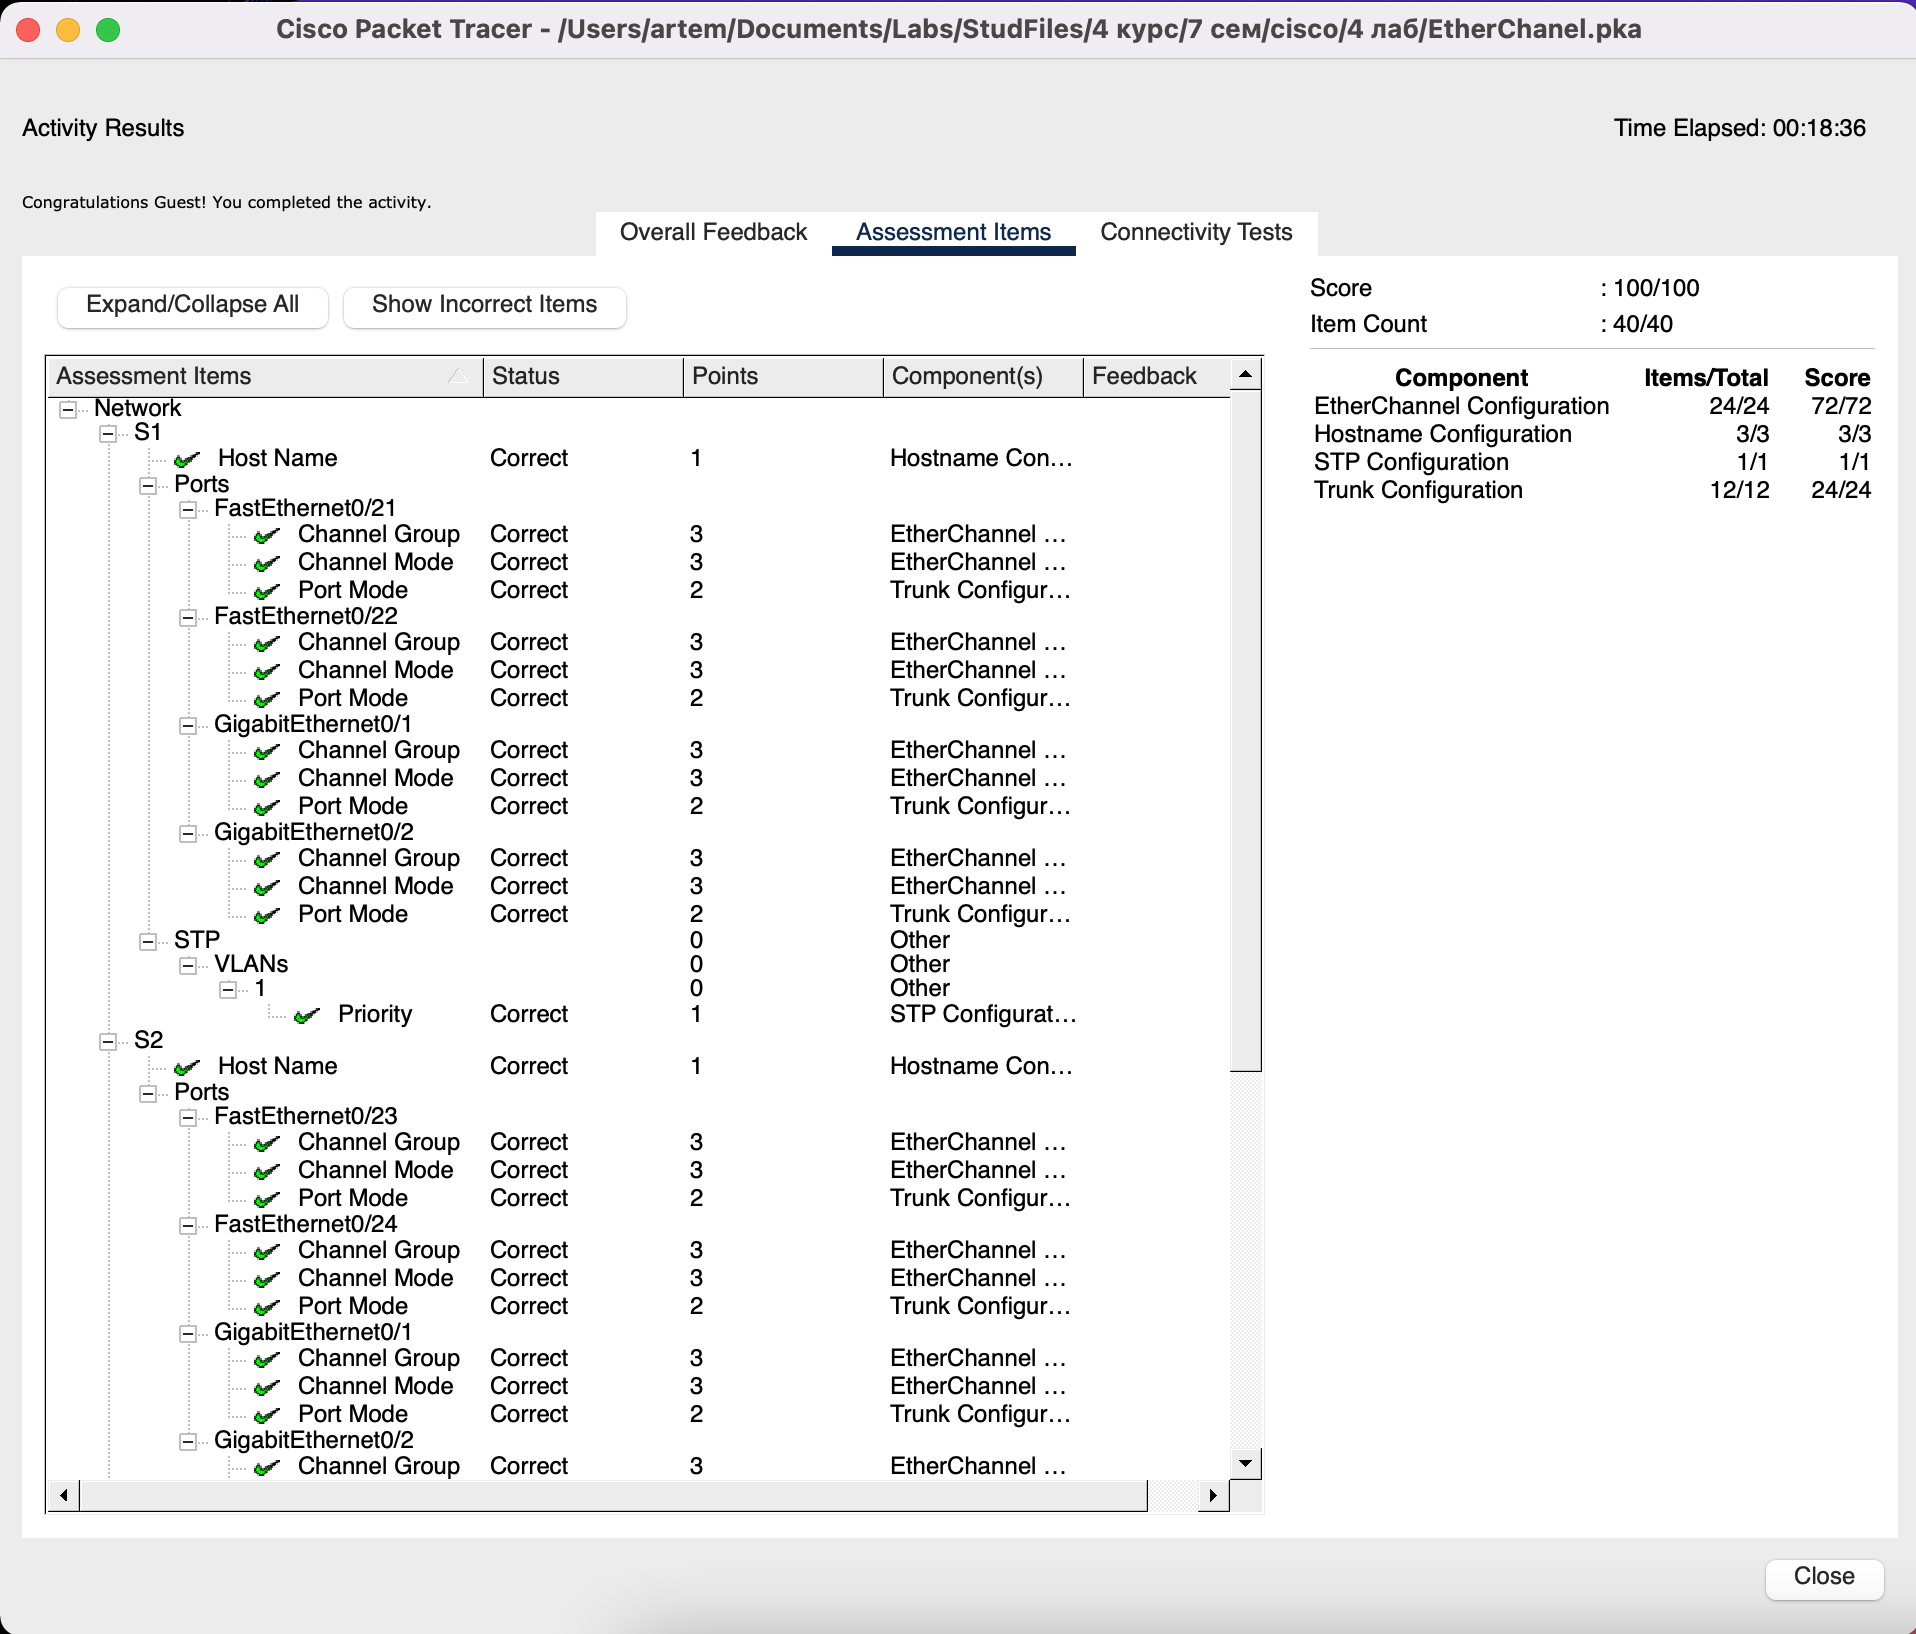 Cisco Packet Tracer - /Users/artem/Documents/Labs/StudFiles/4 курс/7 сем/cisco/4 лаб/EtherChanel.pka
Activity Results
Time Elapsed: 00:18:36
Congratulations Guest! You completed the activity.
Overall Feedback Assessment Items Connectivity Tests
Expand/Collapse All Show Incorrect Items
Score : 100/100
Item Count : 40/40
Component Items/Total Score
EtherChannel Configuration 24/24 72/72
Hostname Configuration 3/3 3/3
STP Configuration 1/1 1/1
Trunk Configuration 12/12 24/24
Assessment Items Status Points Component(s) Feedback
Network
S1
Host Name Correct 1 Hostname Con...
Ports
FastEthernet0/21
Channel Group Correct 3 EtherChannel ...
Channel Mode Correct 3 EtherChannel ...
Port Mode Correct 2 Trunk Configur...
FastEthernet0/22
Channel Group Correct 3 EtherChannel ...
Channel Mode Correct 3 EtherChannel ...
Port Mode Correct 2 Trunk Configur...
GigabitEthernet0/1
Channel Group Correct 3 EtherChannel ...
Channel Mode Correct 3 EtherChannel ...
Port Mode Correct 2 Trunk Configur...
GigabitEthernet0/2
Channel Group Correct 3 EtherChannel ...
Channel Mode Correct 3 EtherChannel ...
Port Mode Correct 2 Trunk Configur...
STP 0 Other
VLANs 0 Other
1 0 Other
Priority Correct 1 STP Configurat...
S2
Host Name Correct 1 Hostname Con...
Ports
FastEthernet0/23
Channel Group Correct 3 EtherChannel ...
Channel Mode Correct 3 EtherChannel ...
Port Mode Correct 2 Trunk Configur...
FastEthernet0/24
Channel Group Correct 3 EtherChannel ...
Channel Mode Correct 3 EtherChannel ...
Port Mode Correct 2 Trunk Configur...
GigabitEthernet0/1
Channel Group Correct 3 EtherChannel ...
Channel Mode Correct 3 EtherChannel ...
Port Mode Correct 2 Trunk Configur...
GigabitEthernet0/2
Channel Group Correct 3 EtherChannel ...
Close